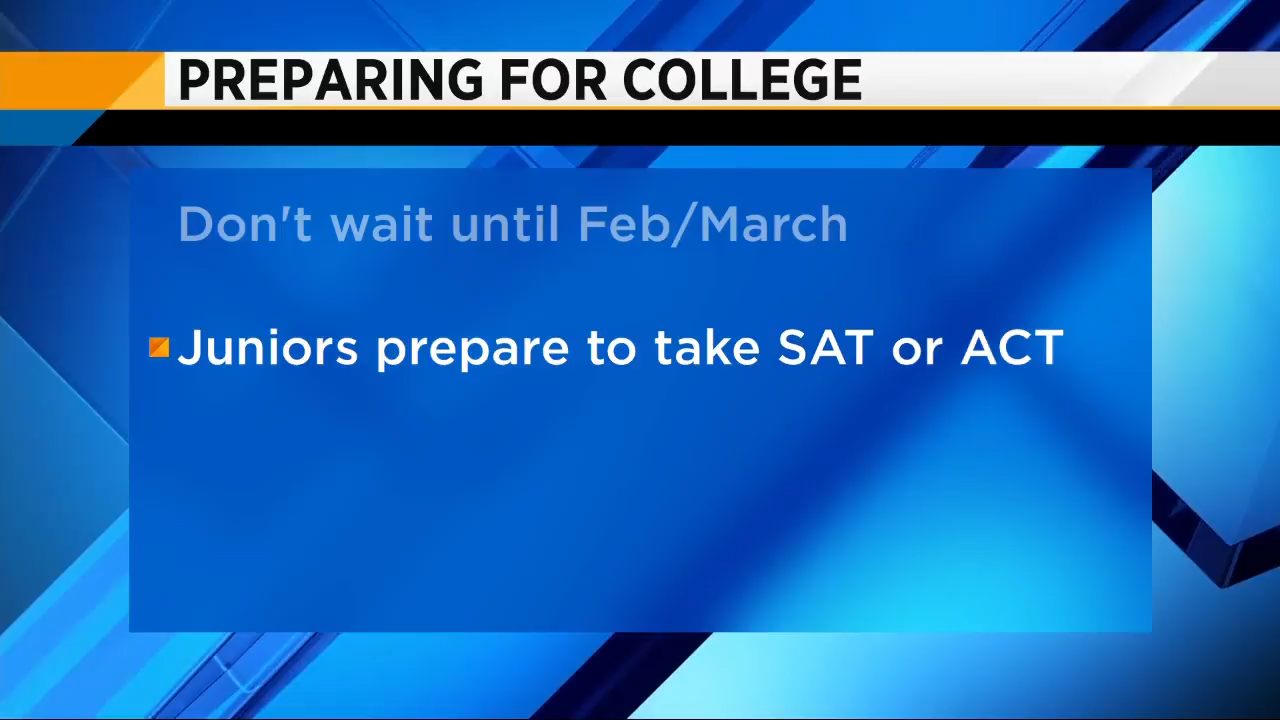 PREPARING FOR COLLEGE
Don't wait until Feb/March
Juniors prepare to take SAT or ACT